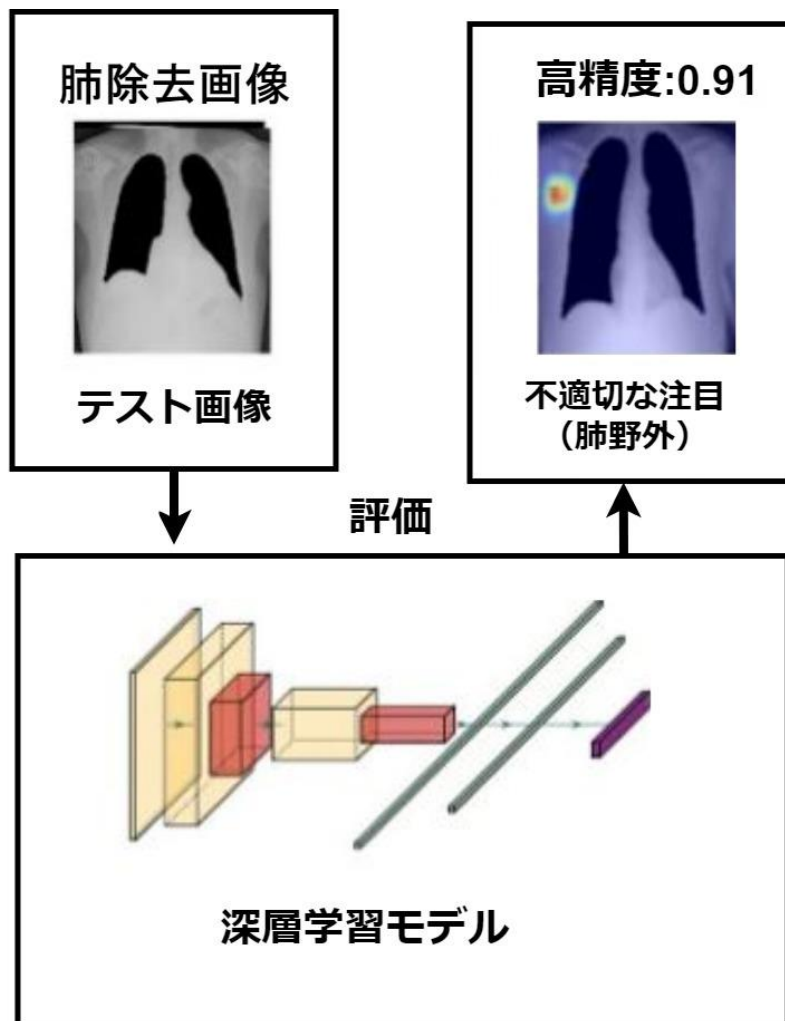 肺除去画像
テスト画像
高精度:0.91
不適切な注目
（肺野外）
評価
深層学習モデル